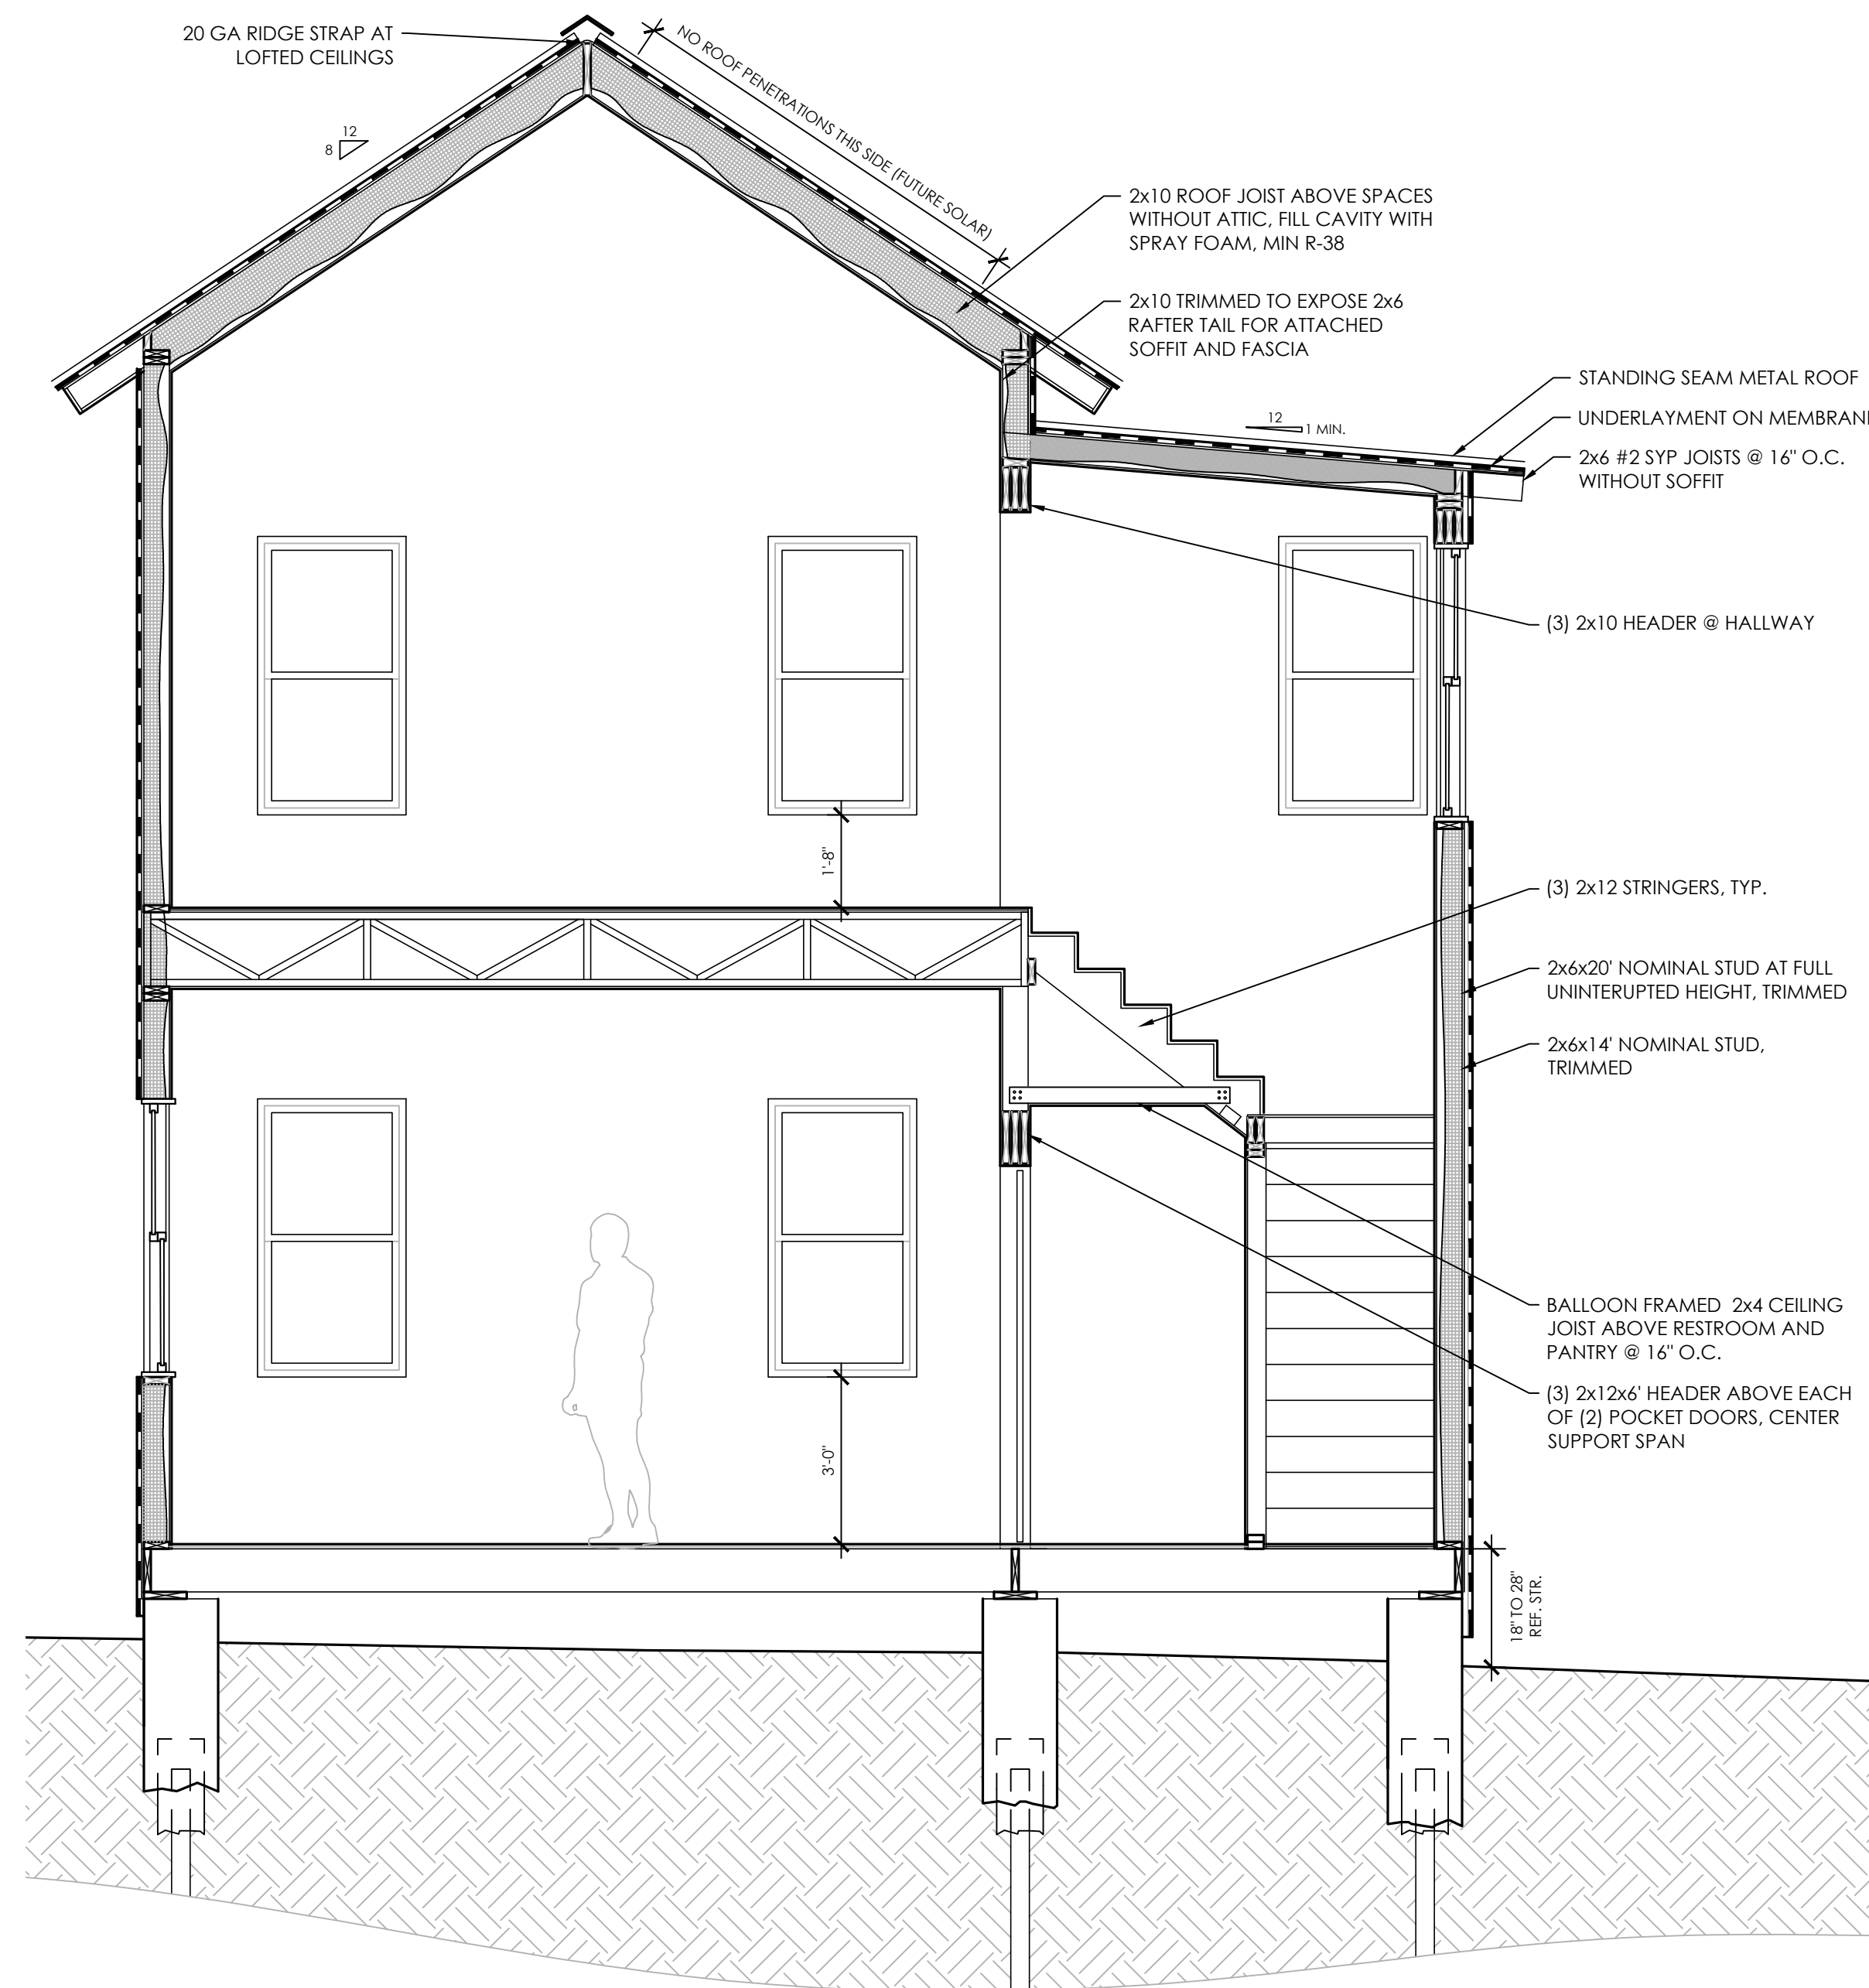 20 GA RIDGE STRAP AT
LOFTED CEILINGS
12
8
NO ROOF PENETRATIONS THIS SIDE (FUTURE SOLAR)
2x10 ROOF JOIST ABOVE SPACES
WITHOUT ATTIC, FILL CAVITY WITH
SPRAY FOAM, MIN R-38
2x10 TRIMMED TO EXPOSE 2x6
RAFTER TAIL FOR ATTACHED
SOFFIT AND FASCIA
STANDING SEAM METAL ROOF
12
1 MIN.
UNDERLAYMENT ON MEMBRANE
2x6 #2 SYP JOISTS @ 16" O.C.
WITHOUT SOFFIT
(3) 2x10 HEADER @ HALLWAY
1'-8"
(3) 2x12 STRINGERS, TYP.
2x6x20' NOMINAL STUD AT FULL
UNINTERUPTED HEIGHT, TRIMMED
2x6x14' NOMINAL STUD,
TRIMMED
BALLOON FRAMED 2x4 CEILING
JOIST ABOVE RESTROOM AND
PANTRY @ 16" O.C.
(3) 2x12x6' HEADER ABOVE EACH
OF (2) POCKET DOORS, CENTER
SUPPORT SPAN
3'-0"
18" TO 28"
REF. STR.